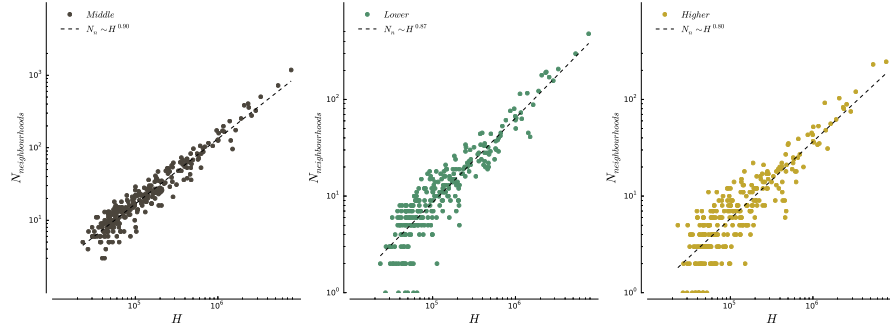 Middle
N_n ~H^0.90
10^3
10^2
10^1
N_neighbourhoods
10^5
10^6
H
Lower
N_n ~H^0.87
10^2
10^1
10^0
N_neighbourhoods
10^5
10^6
H
Higher
N_n ~H^0.80
10^2
10^1
10^0
N_neighbourhoods
10^5
10^6
H